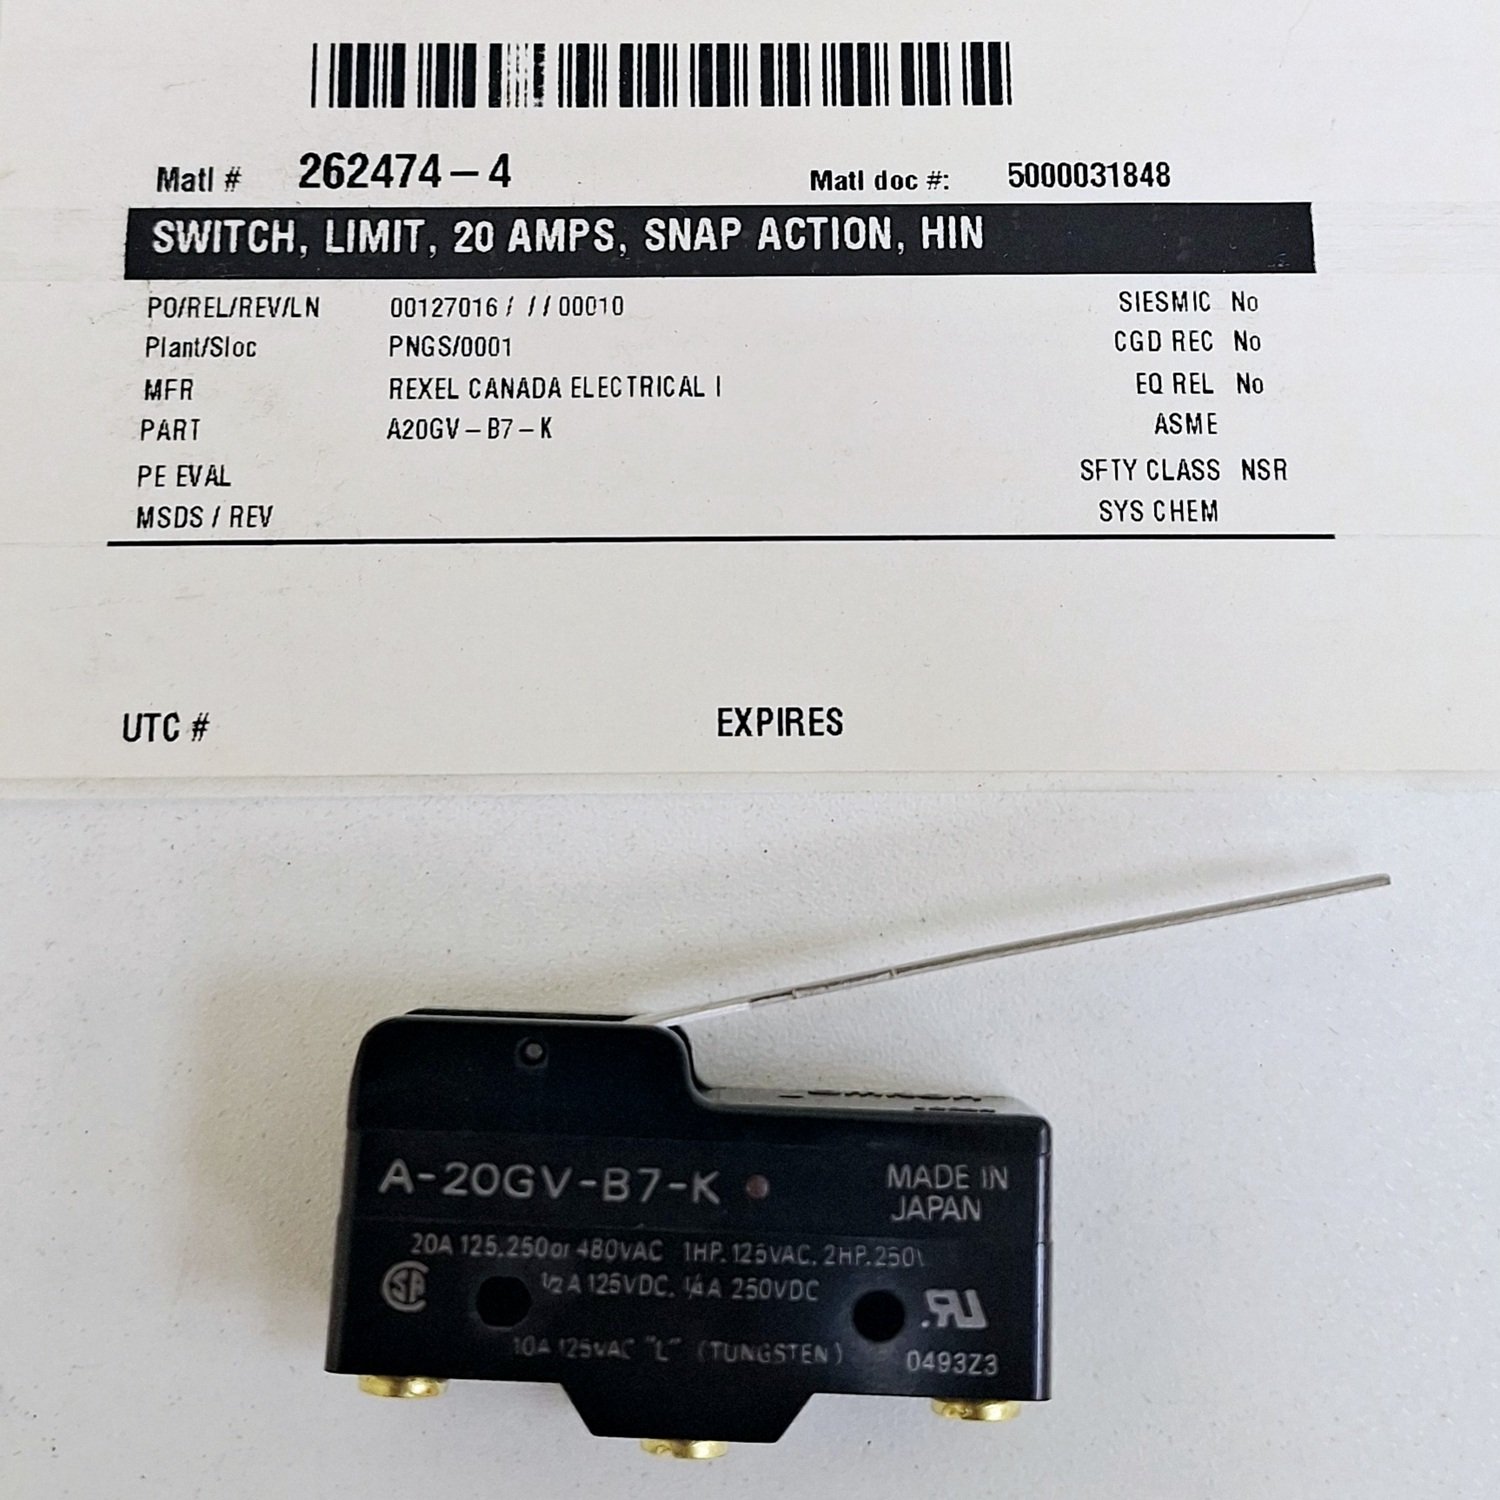 Matl # 262474-4 Matl doc #: 5000031848
SWITCH, LIMIT, 20 AMPS, SNAP ACTION, HIN
PO/REL/REV/LN 00127016 / / / 00010 SIESMIC No
Plant/Sloc PNGS/0001 CGD REC No
MFR REXEL CANADA ELECTRICAL I EQ REL No
PART A20GV-B7-K ASME
PE EVAL SFTY CLASS NSR
MSDS / REV SYS CHEM
UTC # EXPIRES
A-20GV-B7-K MADE IN
JAPAN
20A 125.250or 480VAC 1HP.125VAC. 2HP.250V
½A 125VDC. ¼A 250VDC
10A 125VAC "L" (TUNGSTEN) 0493Z3